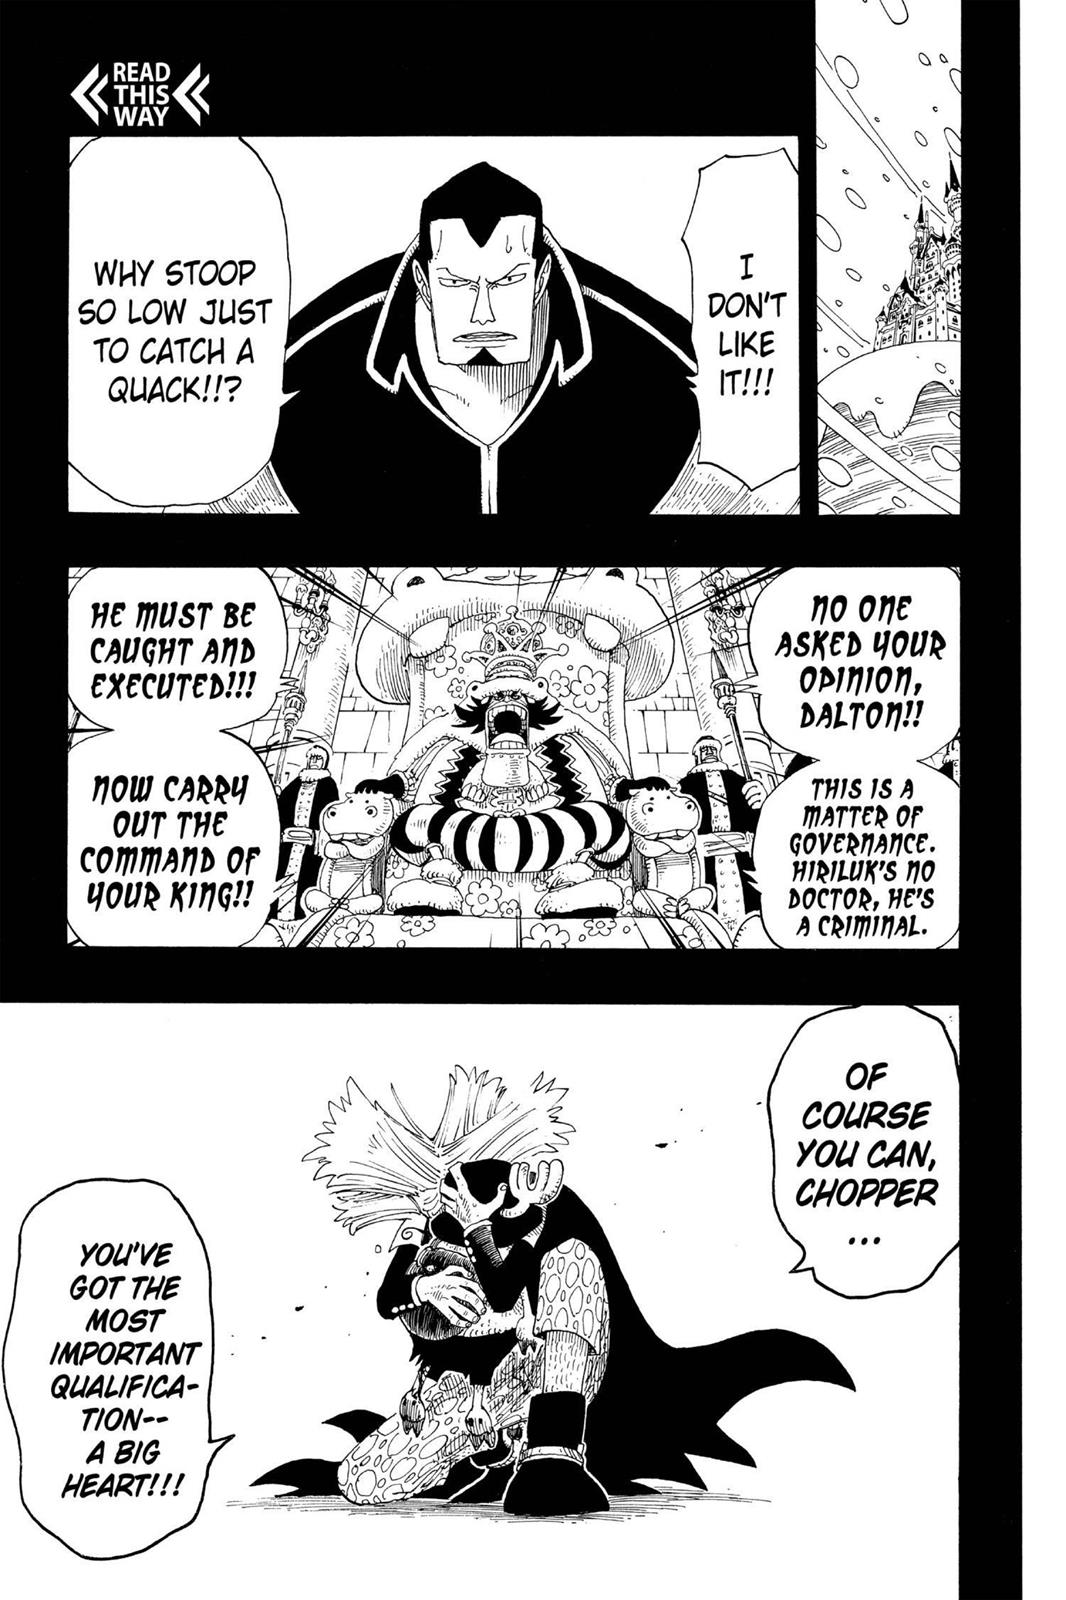 READ
THIS
WAY
I
DON'T
LIKE
IT!!!
WHY STOOP
SO LOW JUST
TO CATCH A
QUACK!!?
NO ONE
ASKED YOUR
OPINION,
DALTON!!
THIS IS A
MATTER OF
GOVERNANCE.
HIRILUK'S NO
DOCTOR, HE'S
A CRIMINAL.
HE MUST BE
CAUGHT AND
EXECUTED!!!
NOW CARRY
OUT THE
COMMAND OF
YOUR KING!!
OF
COURSE
YOU CAN,
CHOPPER
...
YOU'VE
GOT THE
MOST
IMPORTANT
QUALIFICA-
TION--
A BIG
HEART!!!